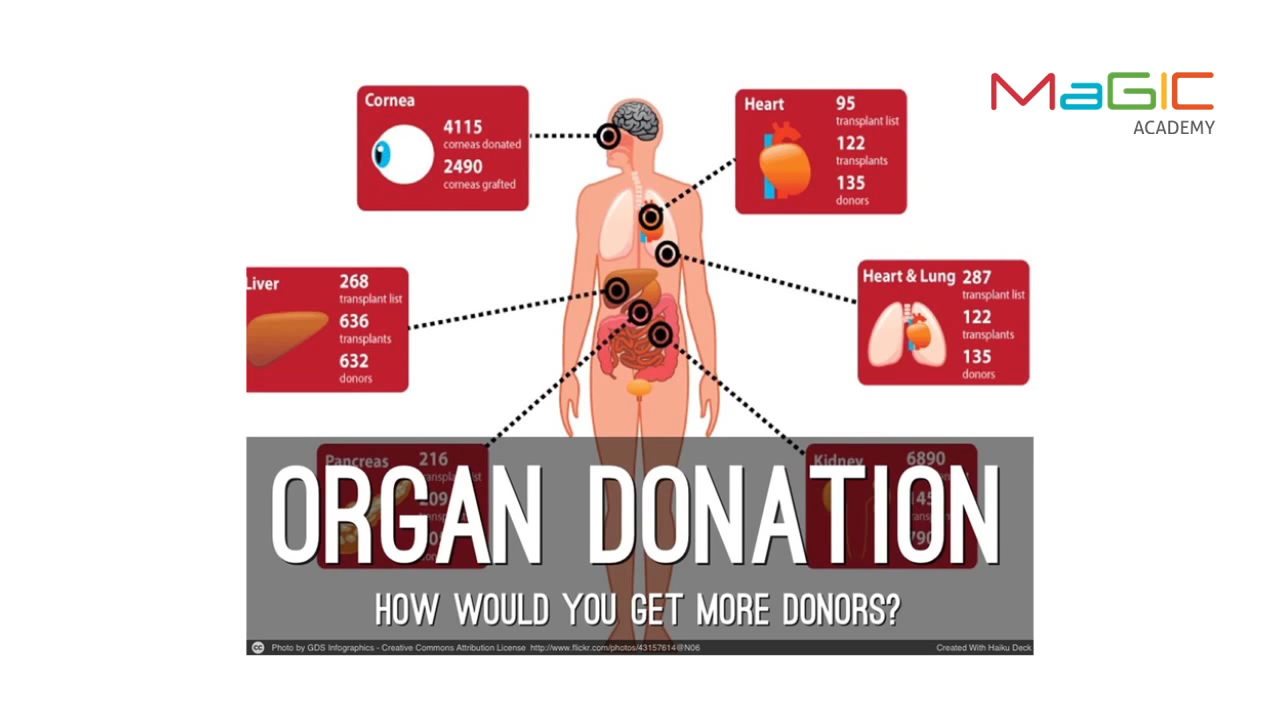 MaGIC
ACADEMY
Cornea
4115
corneas donated
2490
corneas grafted
Heart
95
transplant list
122
transplants
135
donors
Liver
268
transplant list
636
transplants
632
donors
Heart & Lung
287
transplant list
122
transplants
135
donors
Pancreas
216
Kidney
6890
ORGAN DONATION
HOW WOULD YOU GET MORE DONORS?
Photo by GDS Infographics - Creative Commons Attribution License http://www.flickr.com/photos/43157614@N06
Created With Haiku Deck